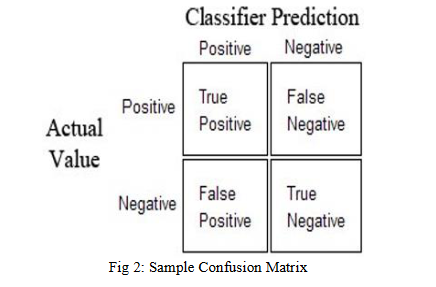 Classifier Prediction
Positive Negative
Positive
True Positive
False Negative
Actual Value
Negative
False Positive
True Negative
Fig 2: Sample Confusion Matrix